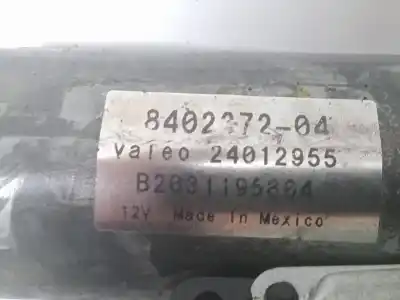 8402372-04
Valeo 24012955
B2031195804
12V Made In Mexico